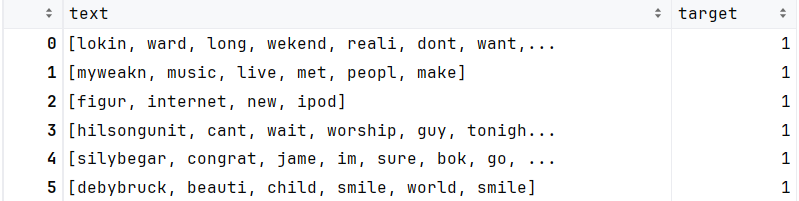 text target
0 [lokin, ward, long, wekend, reali, dont, want,... 1
1 [myweakn, music, live, met, peopl, make] 1
2 [figur, internet, new, ipod] 1
3 [hilsongunit, cant, wait, worship, guy, tonigh... 1
4 [silybegar, congrat, jame, im, sure, bok, go, ... 1
5 [debybruck, beauti, child, smile, world, smile] 1